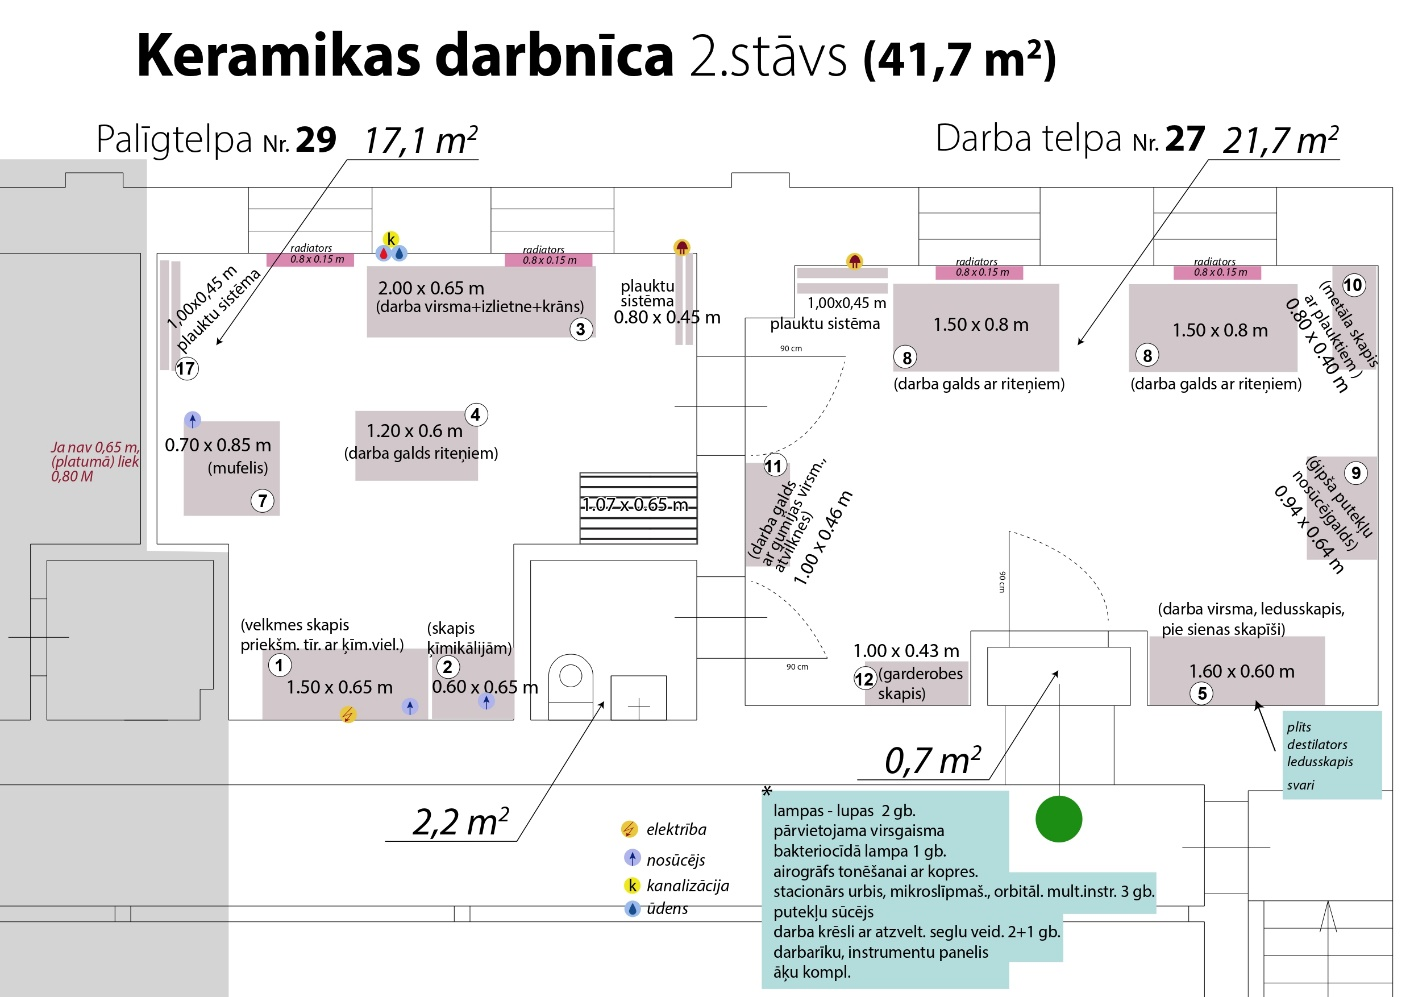 Keramikas darbnīca 2.stāvs (41,7 m²)
Palīgtelpa Nr. 29 17,1 m²
Darba telpa Nr. 27 21,7 m²
radiators
0.8 x 0.15 m
k
radiators
0.8 x 0.15 m
radiators
0.8 x 0.15 m
radiators
0.8 x 0.15 m
1,00x0,45 m
plauktu sistēma
17
2.00 x 0.65 m
(darba virsma+izlietne+krāns)
3
plauktu
sistēma
0.80 x 0.45 m
1,00x0,45 m
plauktu sistēma
1.50 x 0.8 m
8
(darba galds ar riteņiem)
1.50 x 0.8 m
8
(darba galds ar riteņiem)
10
(metāla skapis
ar plauktiem)
0.80 x 0.40 m
90 cm
Ja nav 0,65 m,
(platumā) liek
0,80 M
0.70 x 0.85 m
(mufelis)
7
4
1.20 x 0.6 m
(darba galds riteņiem)
1.07 x 0.65 m
11
(darba galds
ar gumijas virsm.,
atvilknes)
1.00 x 0.46 m
9
(ģipša putekļu
nosūcējgalds)
0.94 x 0.64 m
90 cm
(velkmes skapis
priekšm. tīr. ar ķīm.viel.)
1
1.50 x 0.65 m
(skapis
ķīmikālijām)
2
0.60 x 0.65 m
90 cm
1.00 x 0.43 m
12
(garderobes
skapis)
(darba virsma, ledusskapis,
pie sienas skapīši)
1.60 x 0.60 m
5
plīts
destilators
ledusskapis
svari
0,7 m²
2,2 m²
elektrība
nosūcējs
k kanalizācija
ūdens
*
lampas - lupas 2 gb.
pārvietojama virsgaisma
bakteriocīdā lampa 1 gb.
airogrāfs tonēšanai ar kopres.
stacionārs urbis, mikroslīpmaš., orbitāl. mult.instr. 3 gb.
putekļu sūcējs
darba krēsli ar atzvelt. seglu veid. 2+1 gb.
darbarīku, instrumentu panelis
āķu kompl.